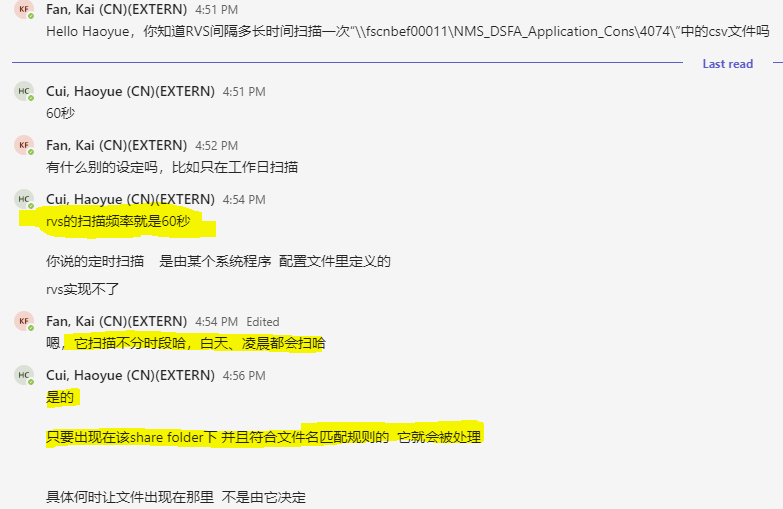 KF
Fan, Kai (CN)(EXTERN) 4:51 PM
Hello Haoyue，你知道RVS间隔多长时间扫描一次“\\fscnbef00011\NMS_DSFA_Application_Cons\4074\”中的csv文件吗
Last read
HC
Cui, Haoyue (CN)(EXTERN) 4:51 PM
60秒
KF
Fan, Kai (CN)(EXTERN) 4:52 PM
有什么别的设定吗，比如只在工作日扫描
HC
Cui, Haoyue (CN)(EXTERN) 4:54 PM
rvs的扫描频率就是60秒
你说的定时扫描 是由某个系统程序 配置文件里定义的
rvs实现不了
KF
Fan, Kai (CN)(EXTERN) 4:54 PM Edited
嗯，它扫描不分时段哈，白天、凌晨都会扫哈
HC
Cui, Haoyue (CN)(EXTERN) 4:56 PM
是的
只要出现在该share folder下 并且符合文件名匹配规则的 它就会被处理
具体何时让文件出现在那里 不是由它决定